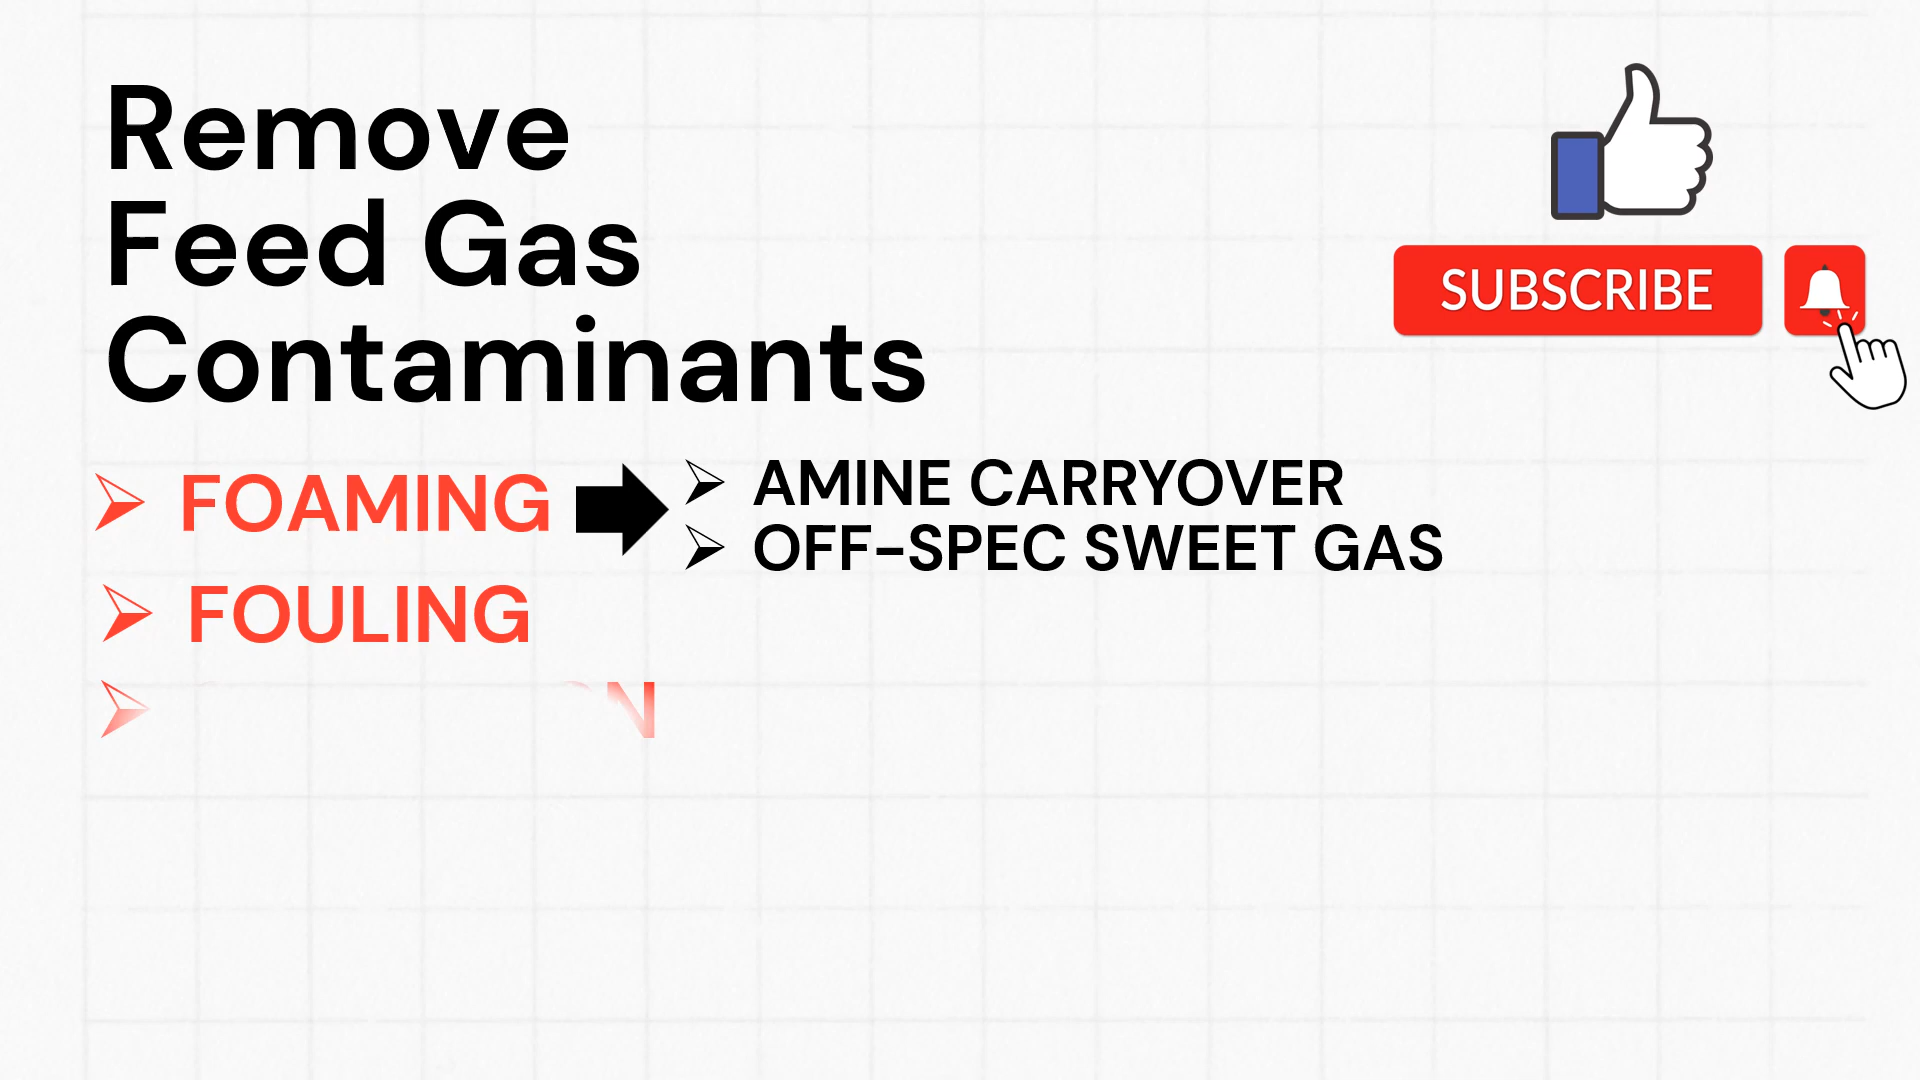 Remove
Feed Gas
Contaminants
SUBSCRIBE
➢ FOAMING
➢ AMINE CARRYOVER
➢ OFF-SPEC SWEET GAS
➢ FOULING